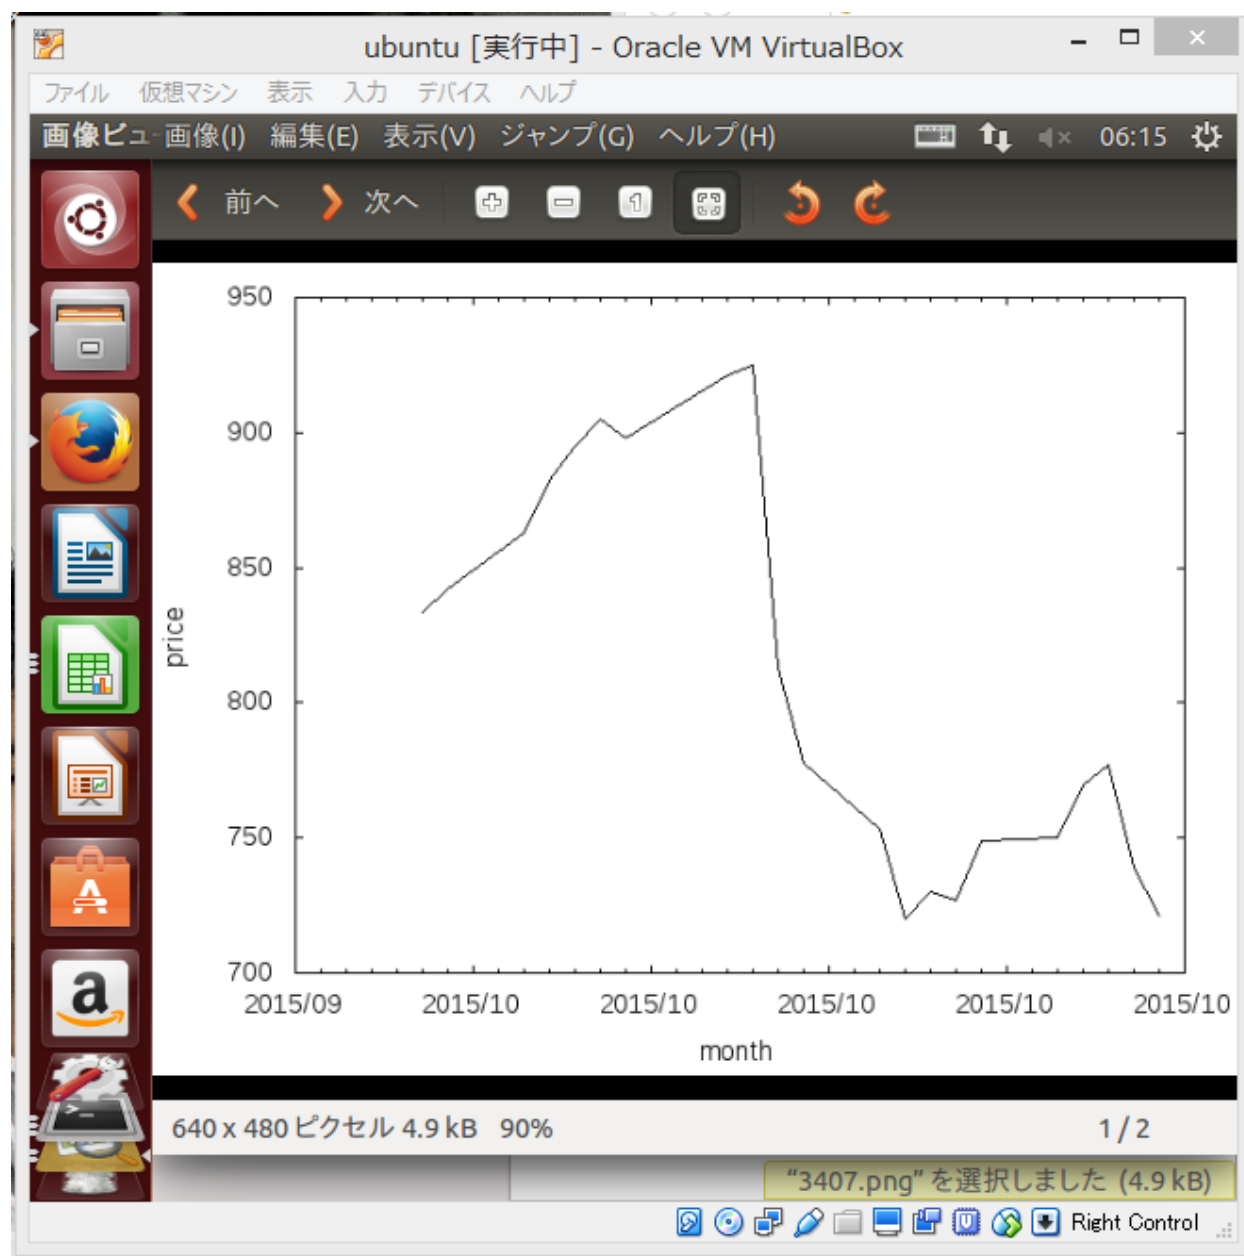 ubuntu [実行中] - Oracle VM VirtualBox
ファイル 仮想マシン 表示 入力 デバイス ヘルプ
画像ビュー 画像(I) 編集(E) 表示(V) ジャンプ(G) ヘルプ(H) 06:15
前へ 次へ 1
950
900
850
800
750
700
price
2015/09 2015/10 2015/10 2015/10 2015/10 2015/10
month
640 x 480 ピクセル 4.9 kB 90% 1 / 2
“3407.png” を選択しました (4.9 kB)
Right Control